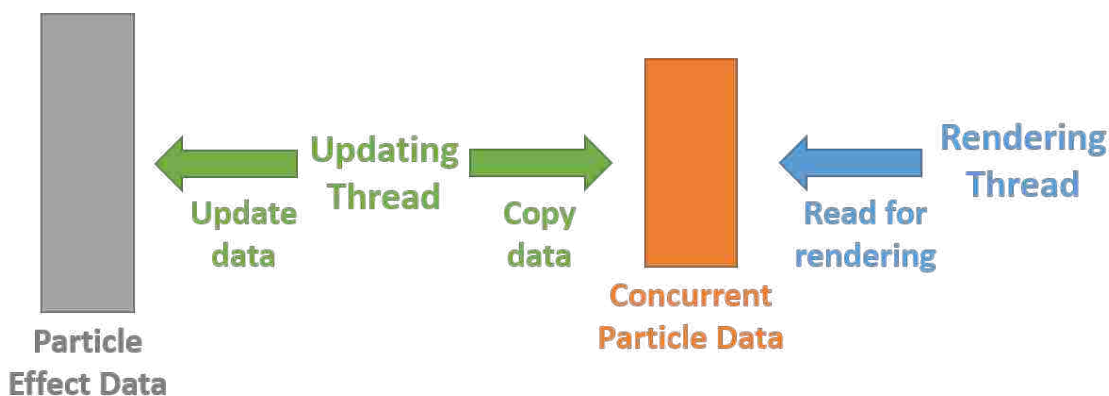 Updating
Thread
Rendering
Thread
Update
data
Copy
data
Read for
rendering
Concurrent
Particle Data
Particle
Effect Data